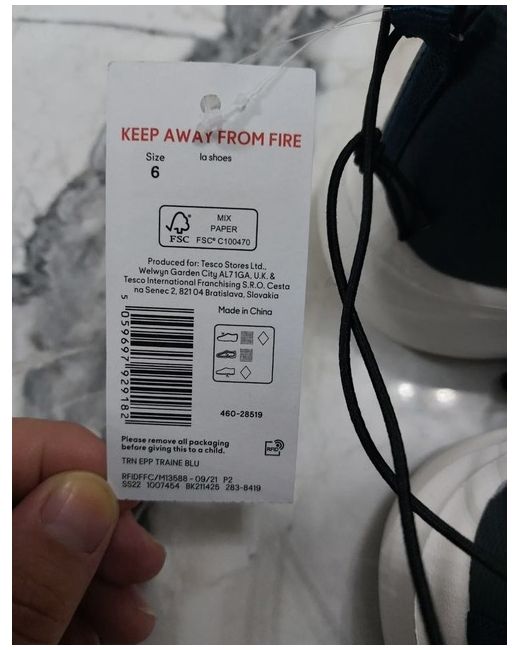 KEEP AWAY FROM FIRE
Size la shoes
6
MIX
PAPER
FSC FSC® C100470
Produced for: Tesco Stores Ltd.,
Welwyn Garden City AL7 1GA, U.K. &
Tesco International Franchising S.R.O. Cesta
na Senec 2, 821 04 Bratislava, Slovakia
5 059697 929182
Made in China
460-28519
Please remove all packaging
before giving this to a child.
RFID
TRN EPP TRAINE BLU
RFIDFFC/M13588 - 09/21 P2
SS22 1007454 BK211426 283-8419